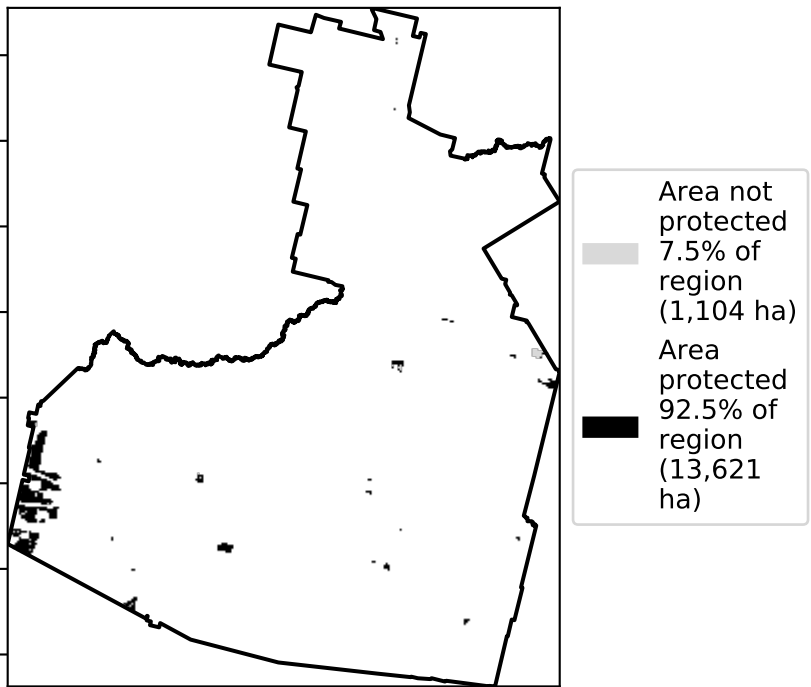 Area not
protected
7.5% of
region
(1,104 ha)
Area
protected
92.5% of
region
(13,621
ha)